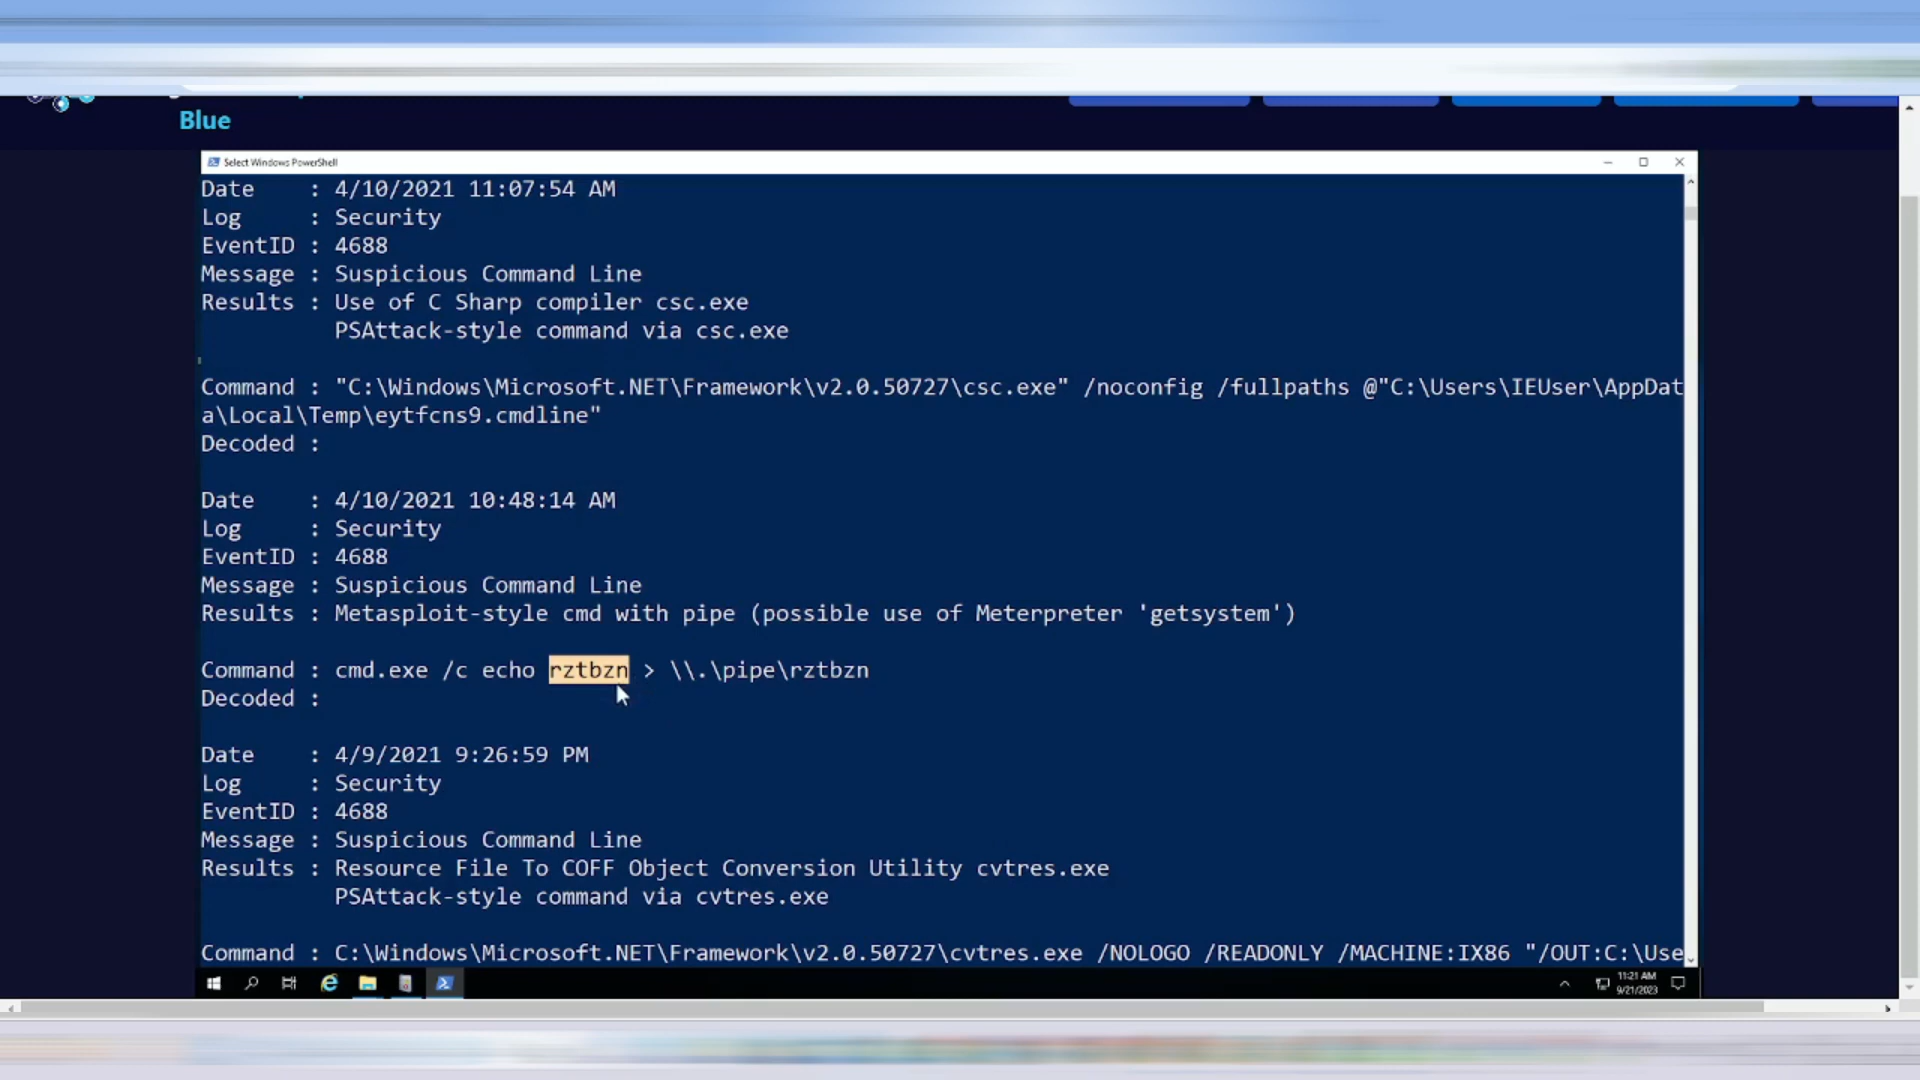 Blue
Select Windows PowerShell
Date : 4/10/2021 11:07:54 AM
Log : Security
EventID : 4688
Message : Suspicious Command Line
Results : Use of C Sharp compiler csc.exe
PSAttack-style command via csc.exe
Command : "C:\Windows\Microsoft.NET\Framework\v2.0.50727\csc.exe" /noconfig /fullpaths @"C:\Users\IEUser\AppDat
a\Local\Temp\eytfcns9.cmdline"
Decoded :
Date : 4/10/2021 10:48:14 AM
Log : Security
EventID : 4688
Message : Suspicious Command Line
Results : Metasploit-style cmd with pipe (possible use of Meterpreter 'getsystem')
Command : cmd.exe /c echo rztbzn > \\.\pipe\rztbzn
Decoded :
Date : 4/9/2021 9:26:59 PM
Log : Security
EventID : 4688
Message : Suspicious Command Line
Results : Resource File To COFF Object Conversion Utility cvtres.exe
PSAttack-style command via cvtres.exe
Command : C:\Windows\Microsoft.NET\Framework\v2.0.50727\cvtres.exe /NOLOGO /READONLY /MACHINE:IX86 "/OUT:C:\Use
11:21 AM
9/21/2023